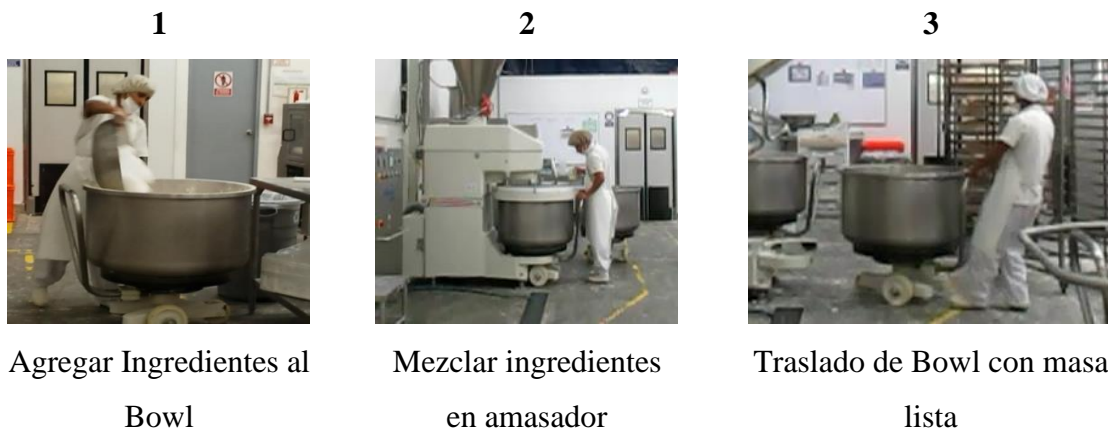 1
2
3
Agregar Ingredientes al
Bowl
Mezclar ingredientes
en amasador
Traslado de Bowl con masa
lista